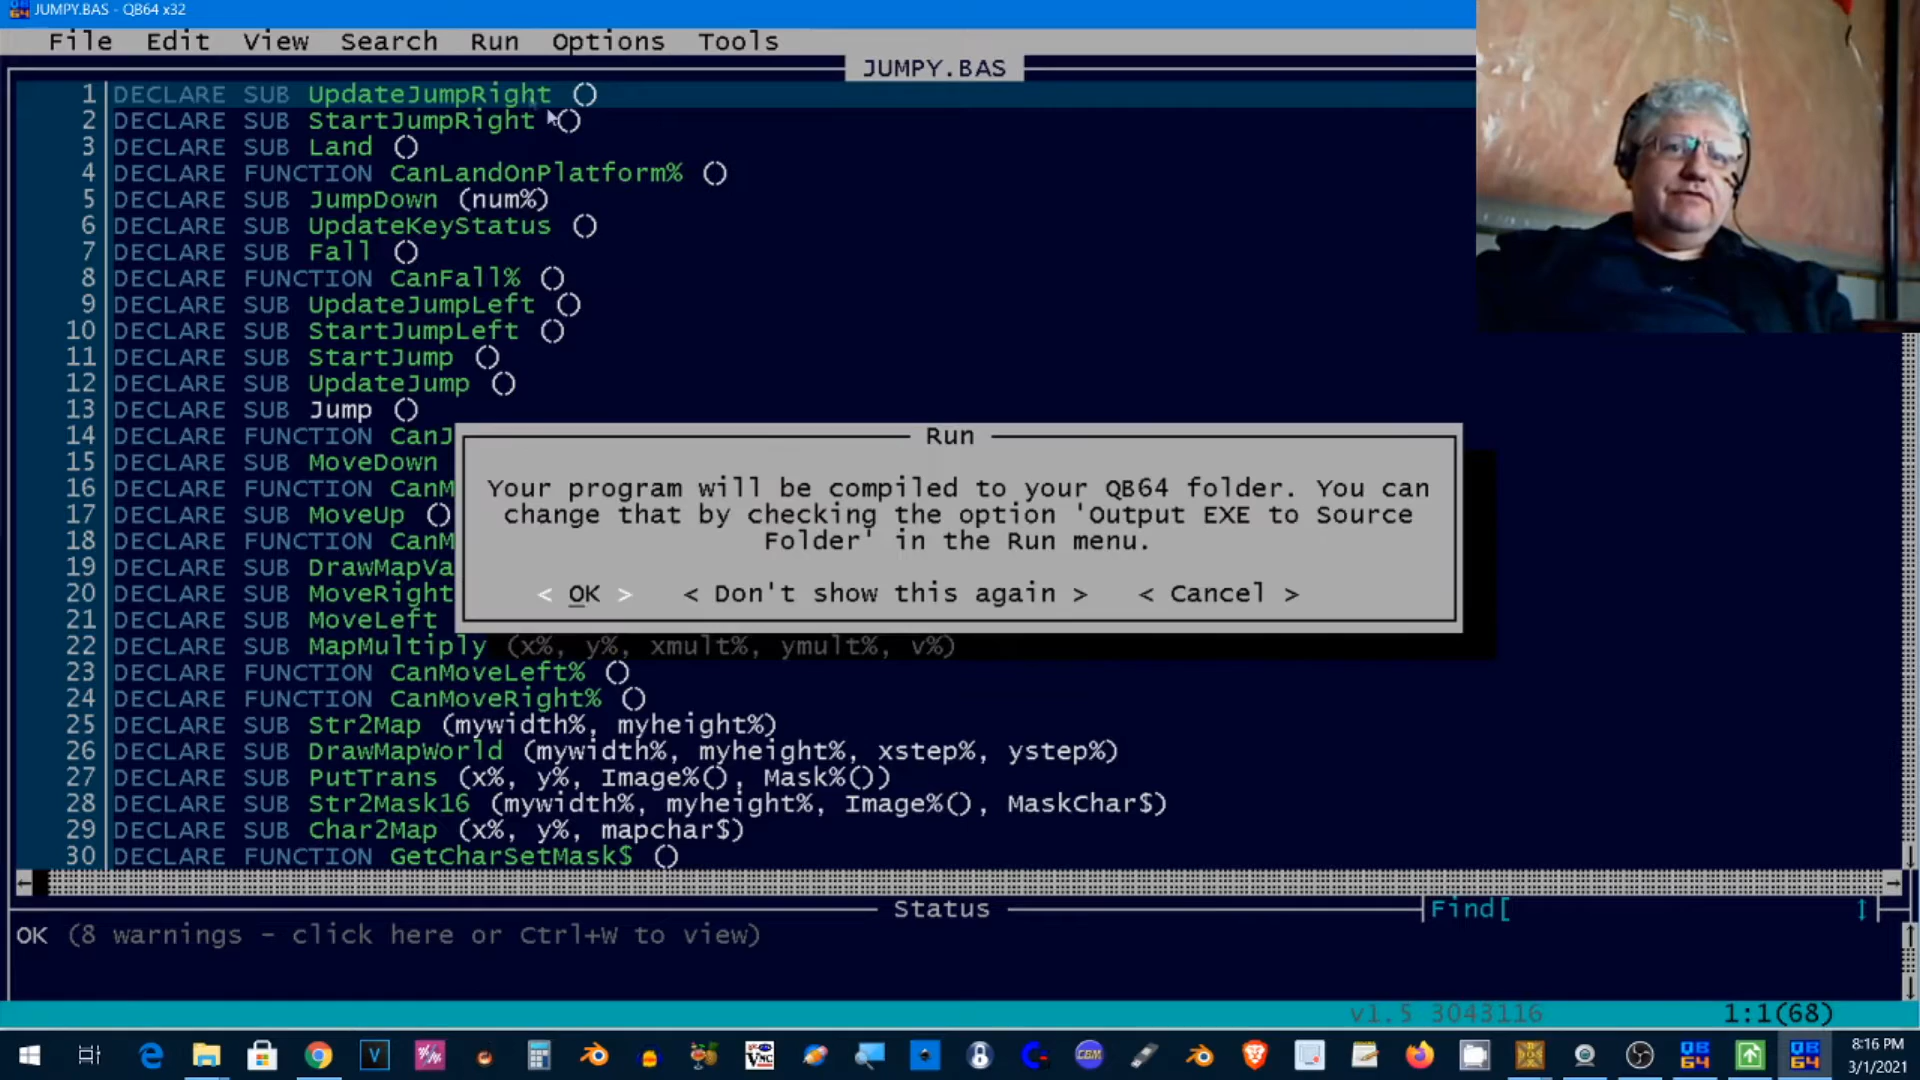 JUMPY.BAS - QB64 x32
File Edit View Search Run Options Tools
JUMPY.BAS
1 DECLARE SUB UpdateJumpRight ()
2 DECLARE SUB StartJumpRight ()
3 DECLARE SUB Land ()
4 DECLARE FUNCTION CanLandOnPlatform% ()
5 DECLARE SUB JumpDown (num%)
6 DECLARE SUB UpdateKeyStatus ()
7 DECLARE SUB Fall ()
8 DECLARE FUNCTION CanFall% ()
9 DECLARE SUB UpdateJumpLeft ()
10 DECLARE SUB StartJumpLeft ()
11 DECLARE SUB StartJump ()
12 DECLARE SUB UpdateJump ()
13 DECLARE SUB Jump ()
14 DECLARE FUNCTION CanJ
15 DECLARE SUB MoveDown
16 DECLARE FUNCTION CanM
17 DECLARE SUB MoveUp ()
18 DECLARE FUNCTION CanM
19 DECLARE SUB DrawMapVa
20 DECLARE SUB MoveRight
21 DECLARE SUB MoveLeft
22 DECLARE SUB MapMultiply (x%, y%, xmult%, ymult%, v%)
23 DECLARE FUNCTION CanMoveLeft% ()
24 DECLARE FUNCTION CanMoveRight% ()
25 DECLARE SUB Str2Map (mywidth%, myheight%)
26 DECLARE SUB DrawMapWorld (mywidth%, myheight%, xstep%, ystep%)
27 DECLARE SUB PutTrans (x%, y%, Image%(), Mask%())
28 DECLARE SUB Str2Mask16 (mywidth%, myheight%, Image%(), MaskChar$)
29 DECLARE SUB Char2Map (x%, y%, mapchar$)
30 DECLARE FUNCTION GetCharSetMask$ ()
Run
Your program will be compiled to your QB64 folder. You can
change that by checking the option 'Output EXE to Source
Folder' in the Run menu.
< OK > < Don't show this again > < Cancel >
Status
Find[
OK (8 warnings - click here or Ctrl+W to view)
v1.5 3043116
1:1(68)
8:16 PM
3/1/2021